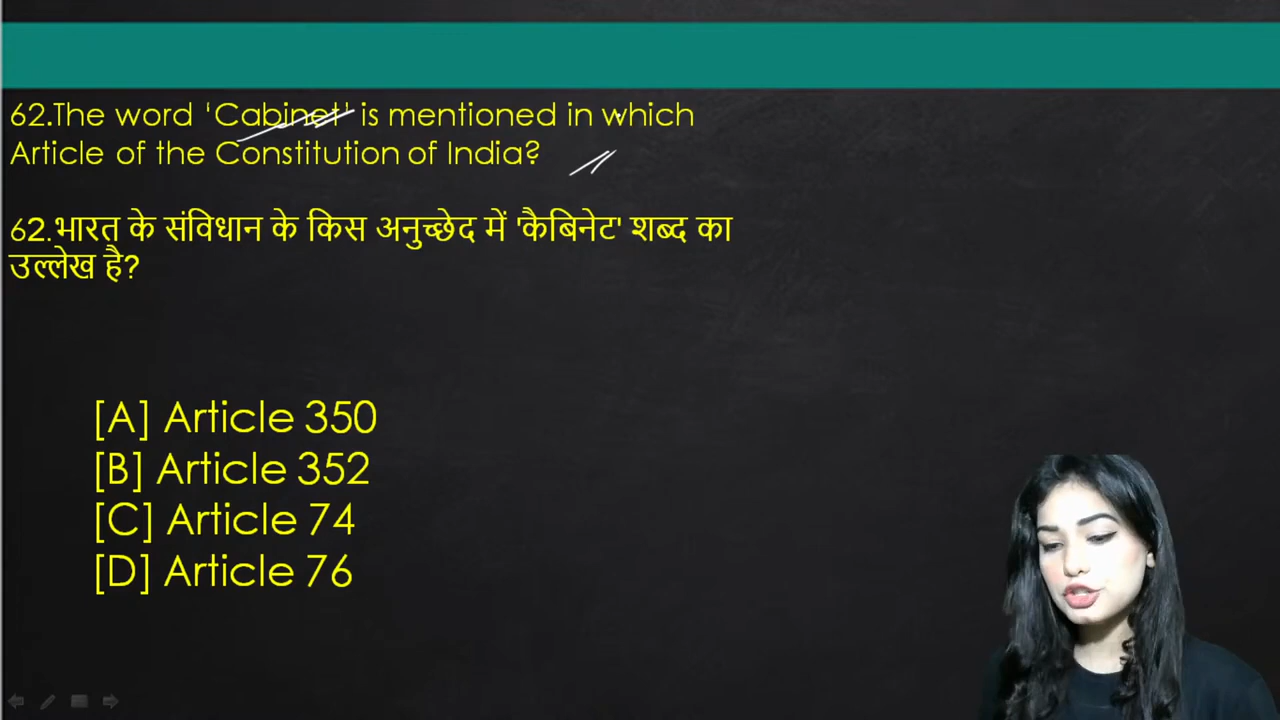 62.The word 'Cabinet' is mentioned in which
Article of the Constitution of India?
62.भारत के संविधान के किस अनुच्छेद में 'कैबिनेट' शब्द का
उल्लेख है?
[A] Article 350
[B] Article 352
[C] Article 74
[D] Article 76